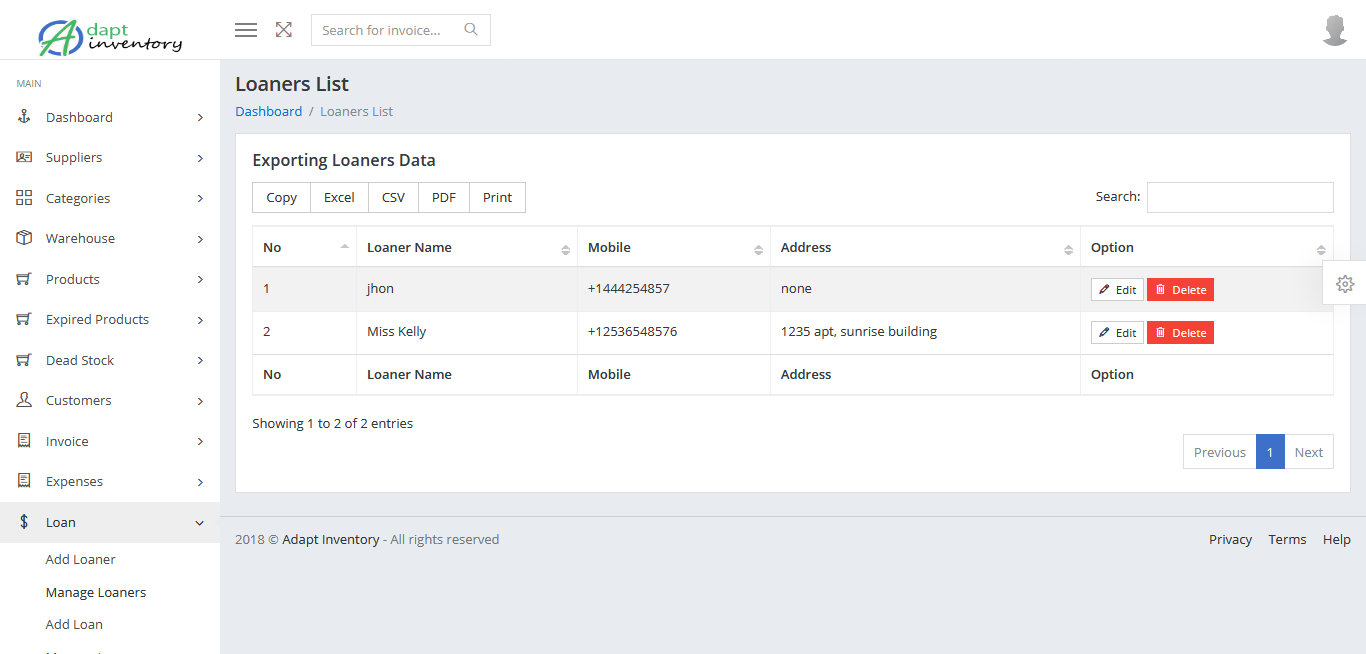 Adapt
inventory
Search for invoice...
MAIN
Dashboard
Suppliers
Categories
Warehouse
Products
Expired Products
Dead Stock
Customers
Invoice
Expenses
Loan
Add Loaner
Manage Loaners
Add Loan
Loaners List
Dashboard / Loaners List
Exporting Loaners Data
Copy Excel CSV PDF Print Search:
No Loaner Name Mobile Address Option
1 jhon +1444254857 none Edit Delete
2 Miss Kelly +12536548576 1235 apt, sunrise building Edit Delete
No Loaner Name Mobile Address Option
Showing 1 to 2 of 2 entries
Previous 1 Next
2018 © Adapt Inventory - All rights reserved Privacy Terms Help